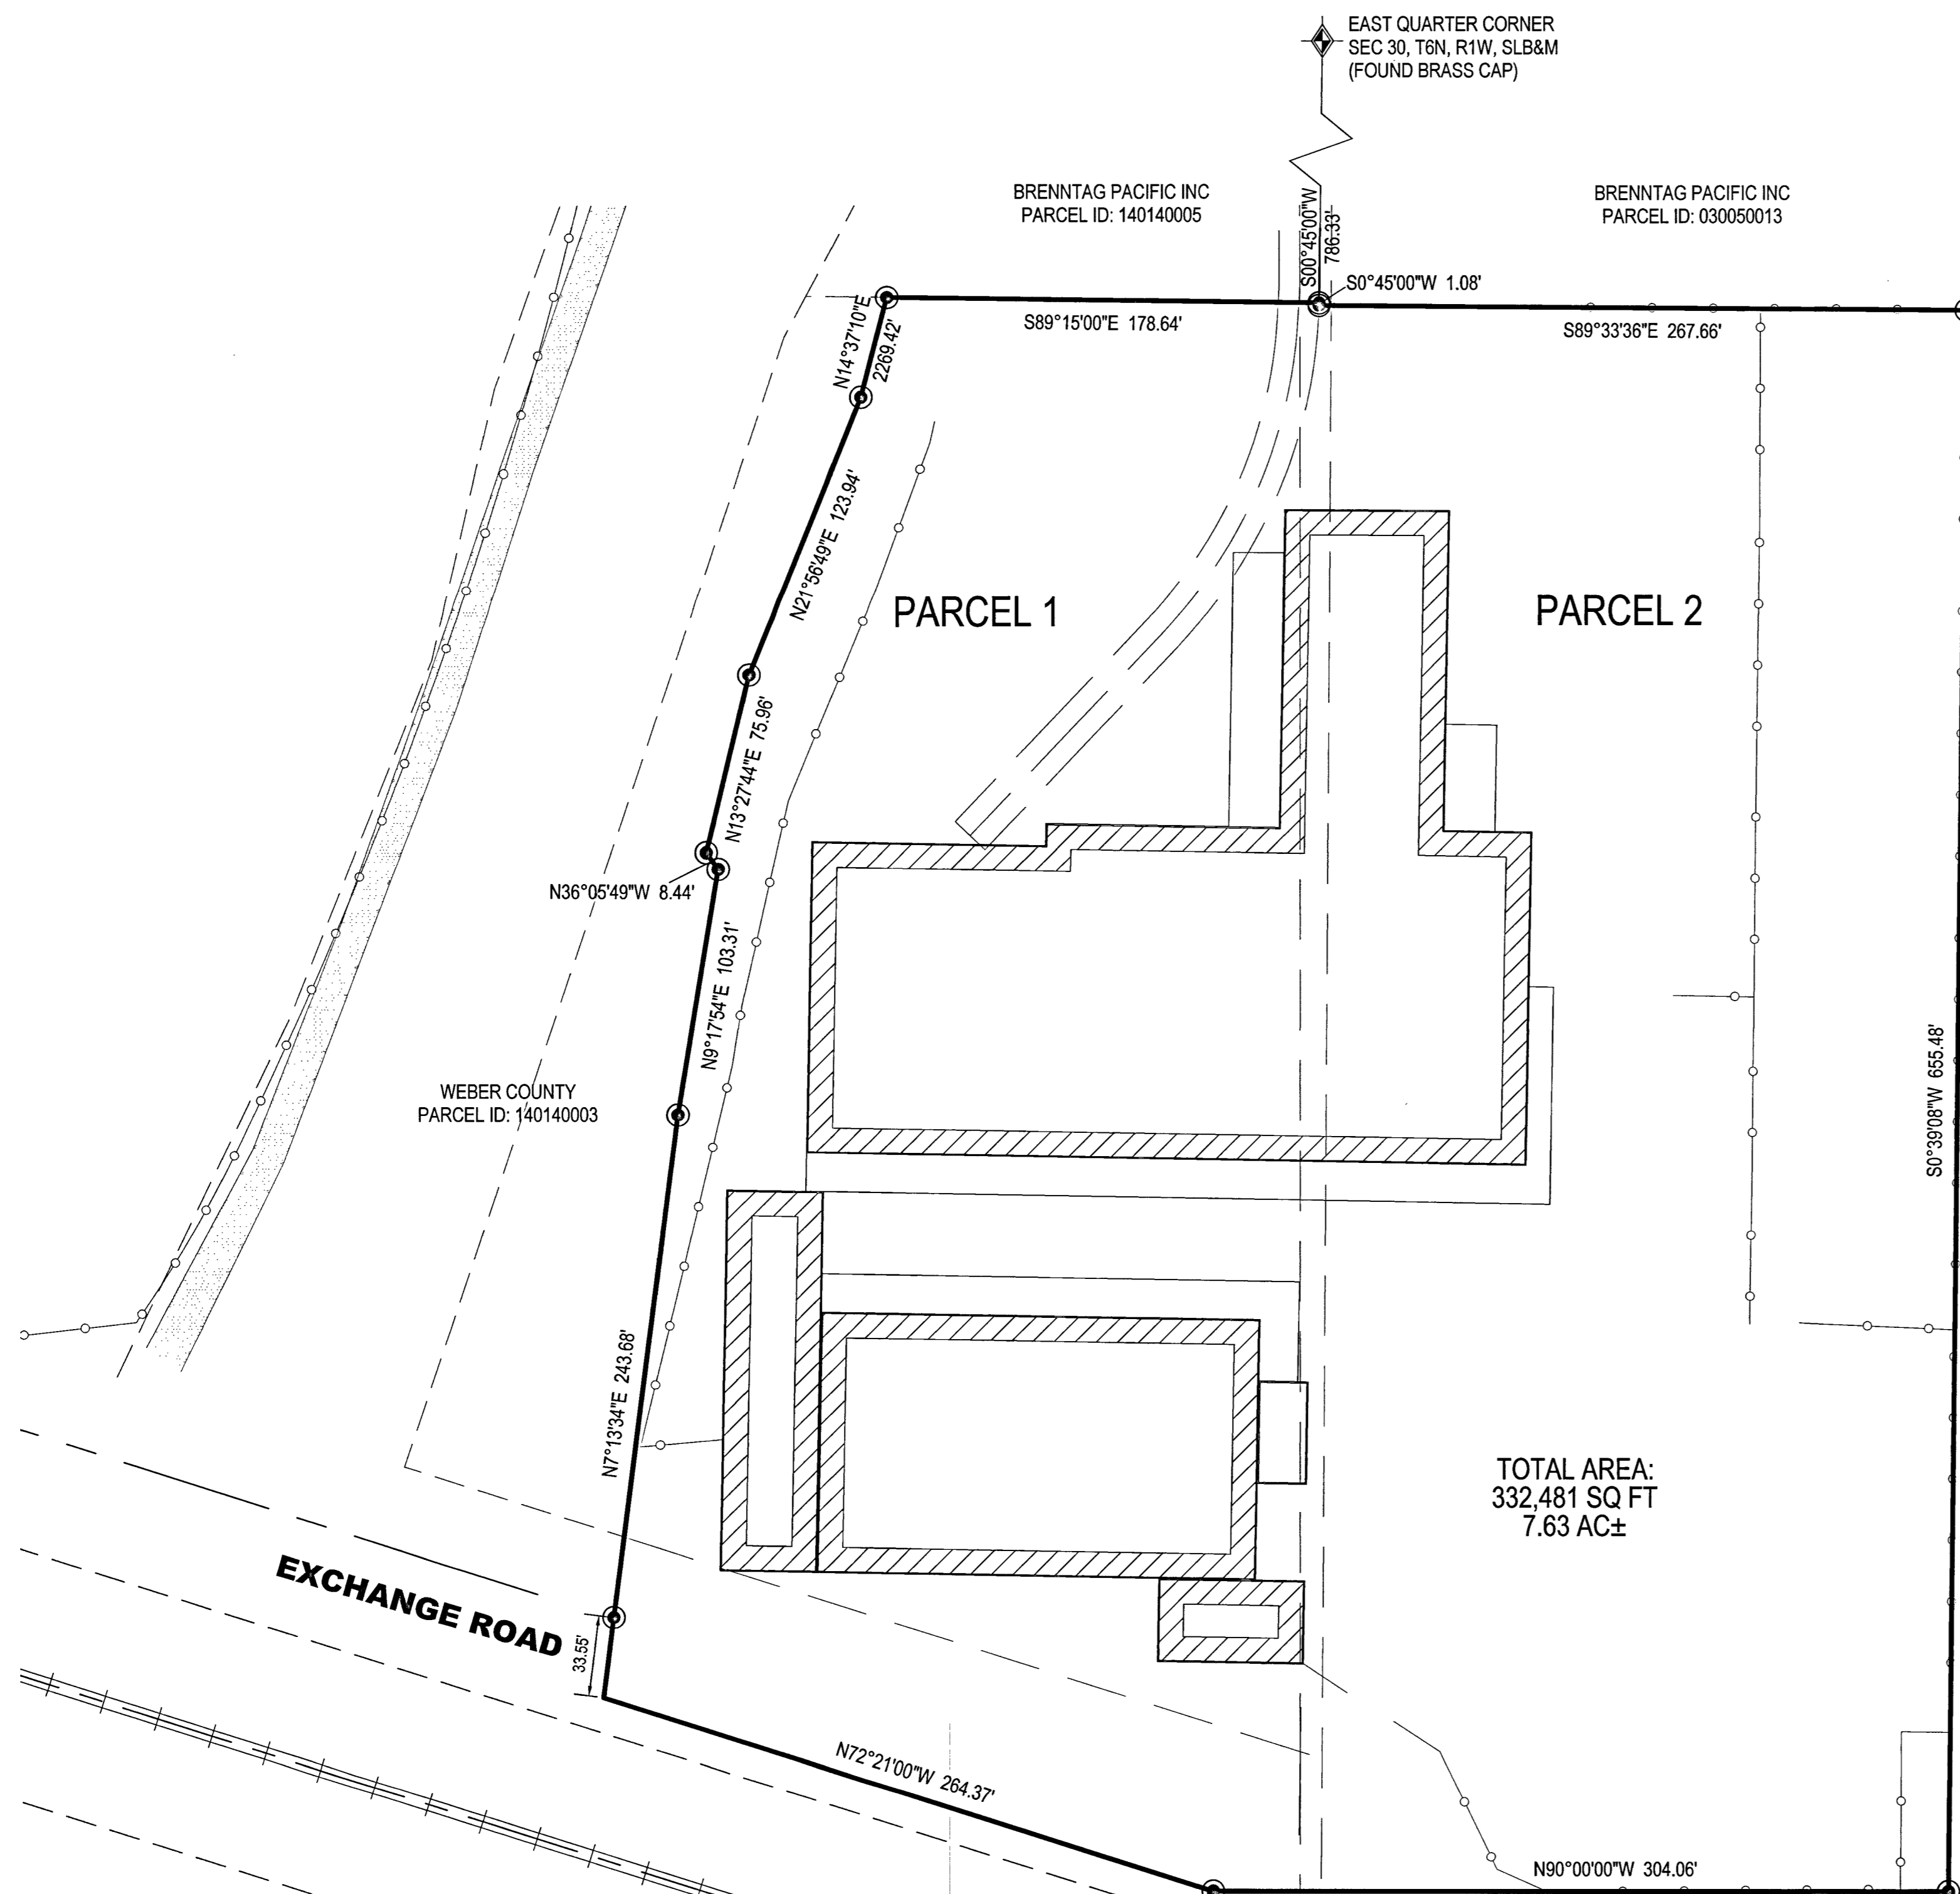 EAST QUARTER CORNER
SEC 30, T6N, R1W, SLB&M
(FOUND BRASS CAP)
BRENNTAG PACIFIC INC
PARCEL ID: 140140005
BRENNTAG PACIFIC INC
PARCEL ID: 030050013
S00°45'00"W
786.33'
S0°45'00"W 1.08'
S89°15'00"E 178.64'
S89°33'36"E 267.66'
N14°37'10"E
2269.42'
N21°56'49"E 123.94'
PARCEL 1
PARCEL 2
N13°27'44"E 75.96'
N36°05'49"W 8.44'
N9°17'54"E 103.31'
WEBER COUNTY
PARCEL ID: 140140003
S0°39'08"W 655.48'
N7°13'34"E 243.68'
TOTAL AREA:
332,481 SQ FT
7.63 AC±
EXCHANGE ROAD
33.55'
N72°21'00"W 264.37'
N90°00'00"W 304.06'